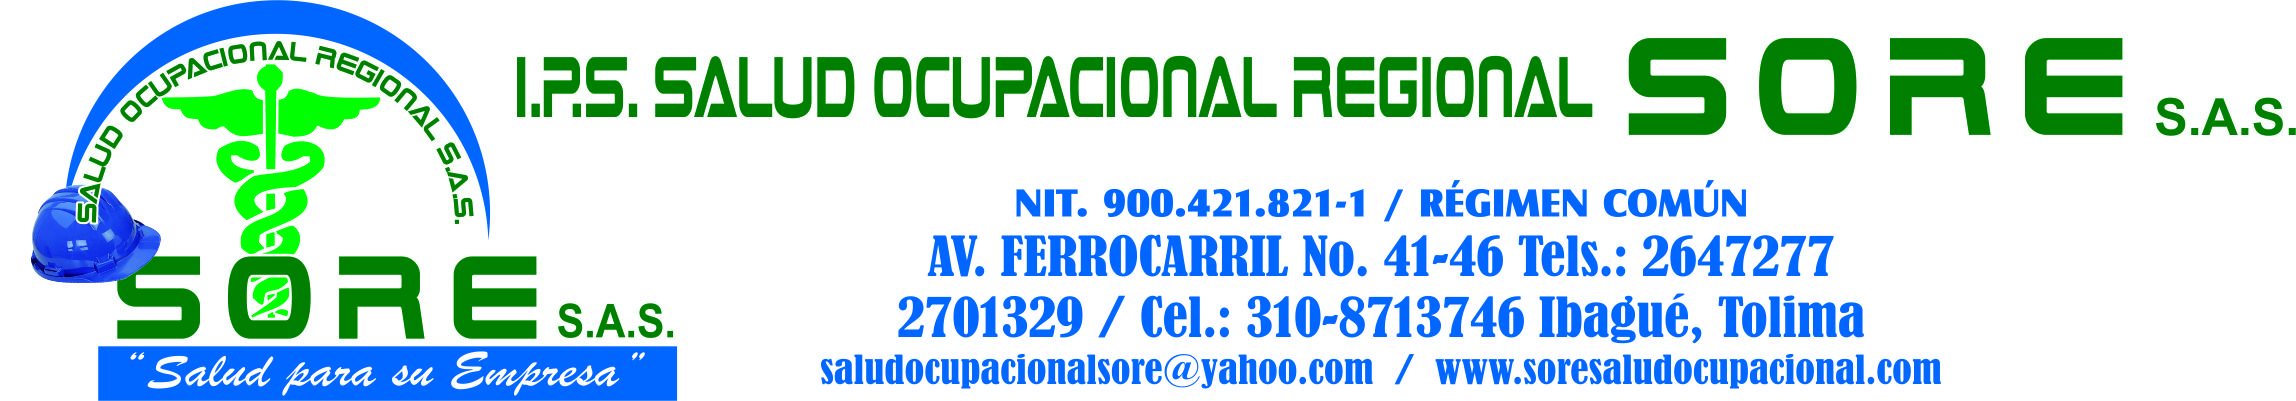 SALUD OCUPACIONAL REGIONAL S.A.S.
SORE S.A.S.
“Salud para su Empresa”
I.P.S. SALUD OCUPACIONAL REGIONAL SORE S.A.S.
NIT. 900.421.821-1 / RÉGIMEN COMÚN
AV. FERROCARRIL No. 41-46 Tels.: 2647277
2701329 / Cel.: 310-8713746 Ibagué, Tolima
saludocupacionalsore@yahoo.com / www.soresaludocupacional.com